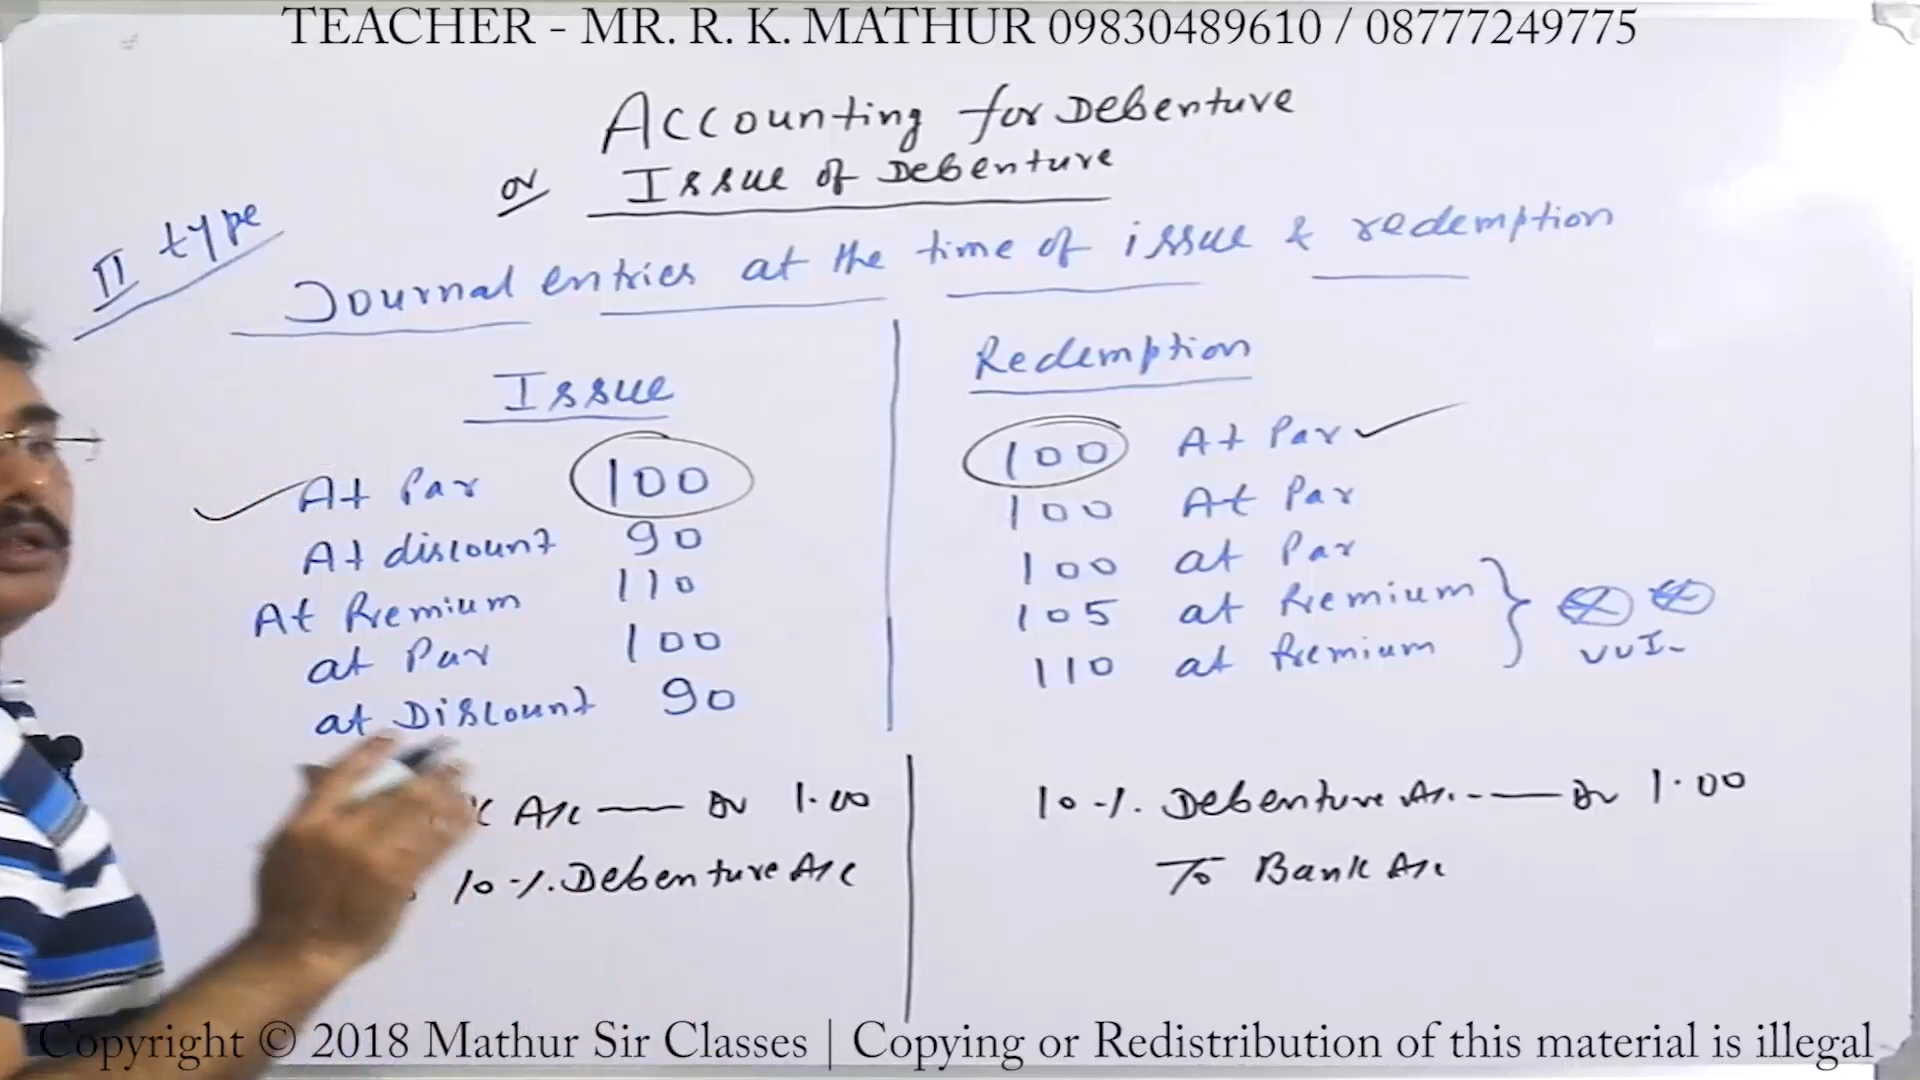 TEACHER - MR. R. K. MATHUR 09830489610 / 08777249775
Accounting for Debenture
or Issue of Debenture
II type
Journal entries at the time of issue & redemption
Issue
At Par 100
At discount 90
At Premium 110
at Par 100
at Discount 90
Redemption
100 At Par
100 At Par
100 at Par
105 at Premium
110 at Premium
VVI
A/c — Dr 1.00
10%. Debenture A/c
10%. Debenture A/c. — Dr 1.00
To Bank A/c
Copyright © 2018 Mathur Sir Classes | Copying or Redistribution of this material is illegal